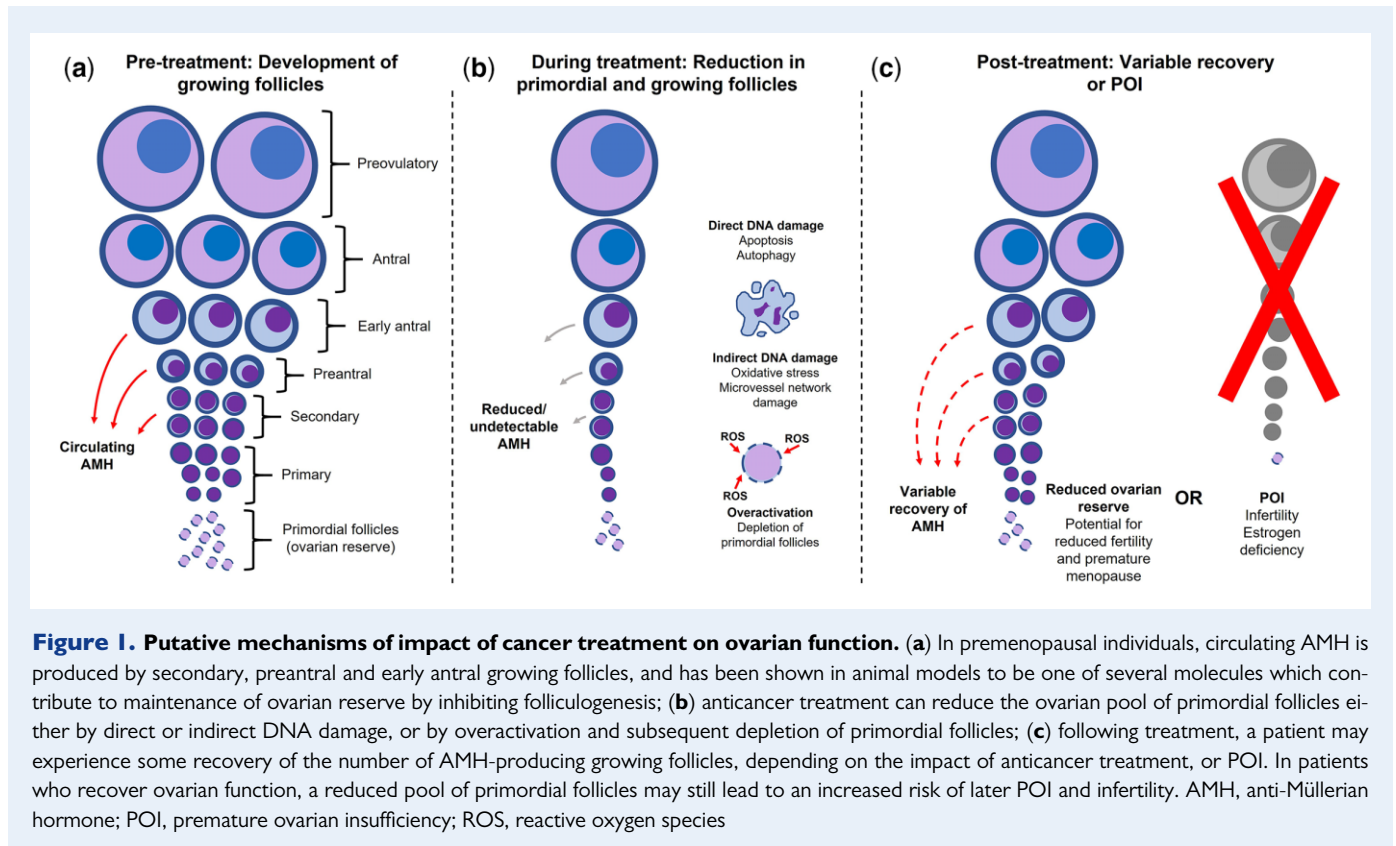 (a)
Pre-treatment: Development of
growing follicles
Preovulatory
Antral
Early antral
Preantral
Secondary
Circulating
AMH
Primary
Primordial follicles
(ovarian reserve)
(b)
During treatment: Reduction in
primordial and growing follicles
Direct DNA damage
Apoptosis
Autophagy
Indirect DNA damage
Oxidative stress
Microvessel network
damage
Reduced/
undetectable
AMH
ROS
ROS
ROS
Overactivation
Depletion of
primordial follicles
(c)
Post-treatment: Variable recovery
or POI
Variable
recovery of
AMH
Reduced ovarian
reserve
Potential for
reduced fertility
and premature
menopause
OR
POI
Infertility
Estrogen
deficiency
Figure 1. Putative mechanisms of impact of cancer treatment on ovarian function. (a) In premenopausal individuals, circulating AMH is
produced by secondary, preantral and early antral growing follicles, and has been shown in animal models to be one of several molecules which con-
tribute to maintenance of ovarian reserve by inhibiting folliculogenesis; (b) anticancer treatment can reduce the ovarian pool of primordial follicles ei-
ther by direct or indirect DNA damage, or by overactivation and subsequent depletion of primordial follicles; (c) following treatment, a patient may
experience some recovery of the number of AMH-producing growing follicles, depending on the impact of anticancer treatment, or POI. In patients
who recover ovarian function, a reduced pool of primordial follicles may still lead to an increased risk of later POI and infertility. AMH, anti-Müllerian
hormone; POI, premature ovarian insufficiency; ROS, reactive oxygen species